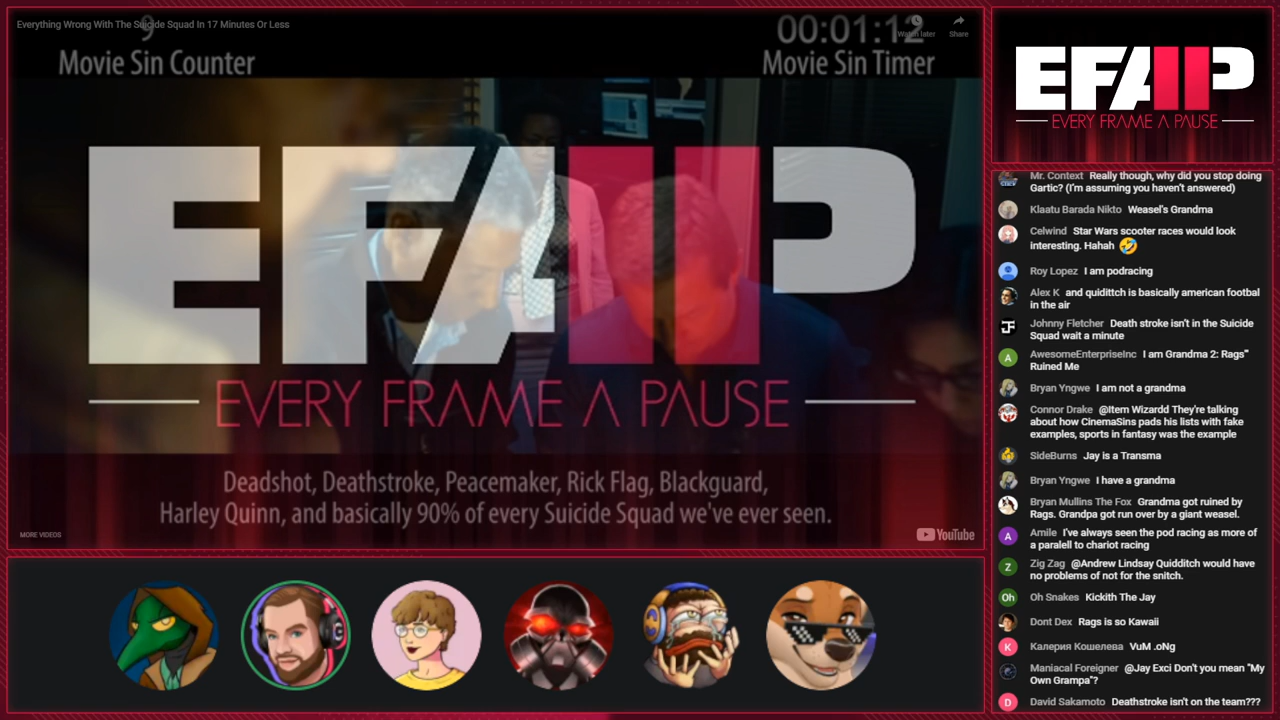 Everything Wrong With The Suicide Squad In 17 Minutes Or Less
9
Movie Sin Counter
00:01:12
Movie Sin Timer
Watch later
Share
EFAP
EVERY FRAME A PAUSE
Deadshot, Deathstroke, Peacemaker, Rick Flag, Blackguard,
Harley Quinn, and basically 90% of every Suicide Squad we've ever seen.
MORE VIDEOS
YouTube
EFAP
EVERY FRAME A PAUSE
Mr. Context Really though, why did you stop doing
Gartic? (I'm assuming you haven't answered)
Klaatu Barada Nikto Weasel's Grandma
Celwind Star Wars scooter races would look
interesting. Hahah 🤣
Roy Lopez I am podracing
Alex K and quidittch is basically american footbal
in the air
Johnny Fletcher Death stroke isn't in the Suicide
Squad wait a minute
A AwesomeEnterpriseInc I am Grandma 2: Rags"
Ruined Me
Bryan Yngwe I am not a grandma
Connor Drake @Item Wizardd They're talking
about how CinemaSins pads his lists with fake
examples, sports in fantasy was the example
SideBurns Jay is a Transma
Bryan Yngwe I have a grandma
Bryan Mullins The Fox Grandma got ruined by
Rags. Grandpa got run over by a giant weasel.
A Amile I've always seen the pod racing as more of
a paralell to chariot racing
Z Zig Zag @Andrew Lindsay Quidditch would have
no problems of not for the snitch.
Oh Oh Snakes Kickith The Jay
Dont Dex Rags is so Kawaii
К Калерия Кошелева VuM .oNg
Maniacal Foreigner @Jay Exci Don't you mean "My
Own Grampa"?
D David Sakamoto Deathstroke isn't on the team???